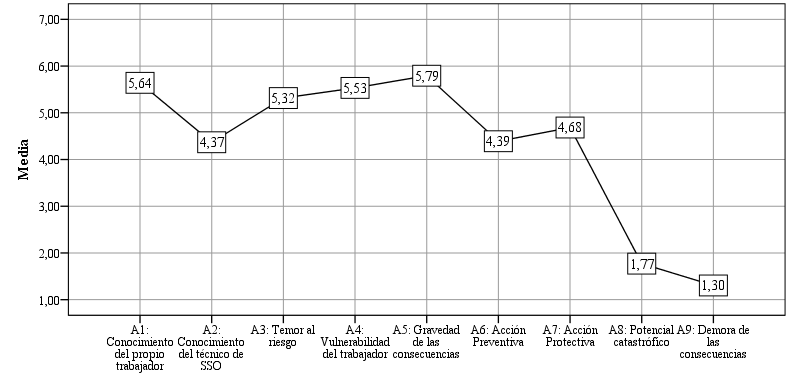 7,00
6,00
5,00
4,00
3,00
2,00
1,00
Media
5,64
4,37
5,32
5,53
5,79
4,39
4,68
1,77
1,30
A1:
Conocimiento
del propio
trabajador
A2:
Conocimiento
del técnico de
SSO
A3: Temor al
riesgo
A4:
Vulnerabilidad
del trabajador
A5: Gravedad
de las
consecuencias
A6: Acción
Preventiva
A7: Acción
Protectiva
A8: Potencial
catastrófico
A9: Demora de
las
consecuencias